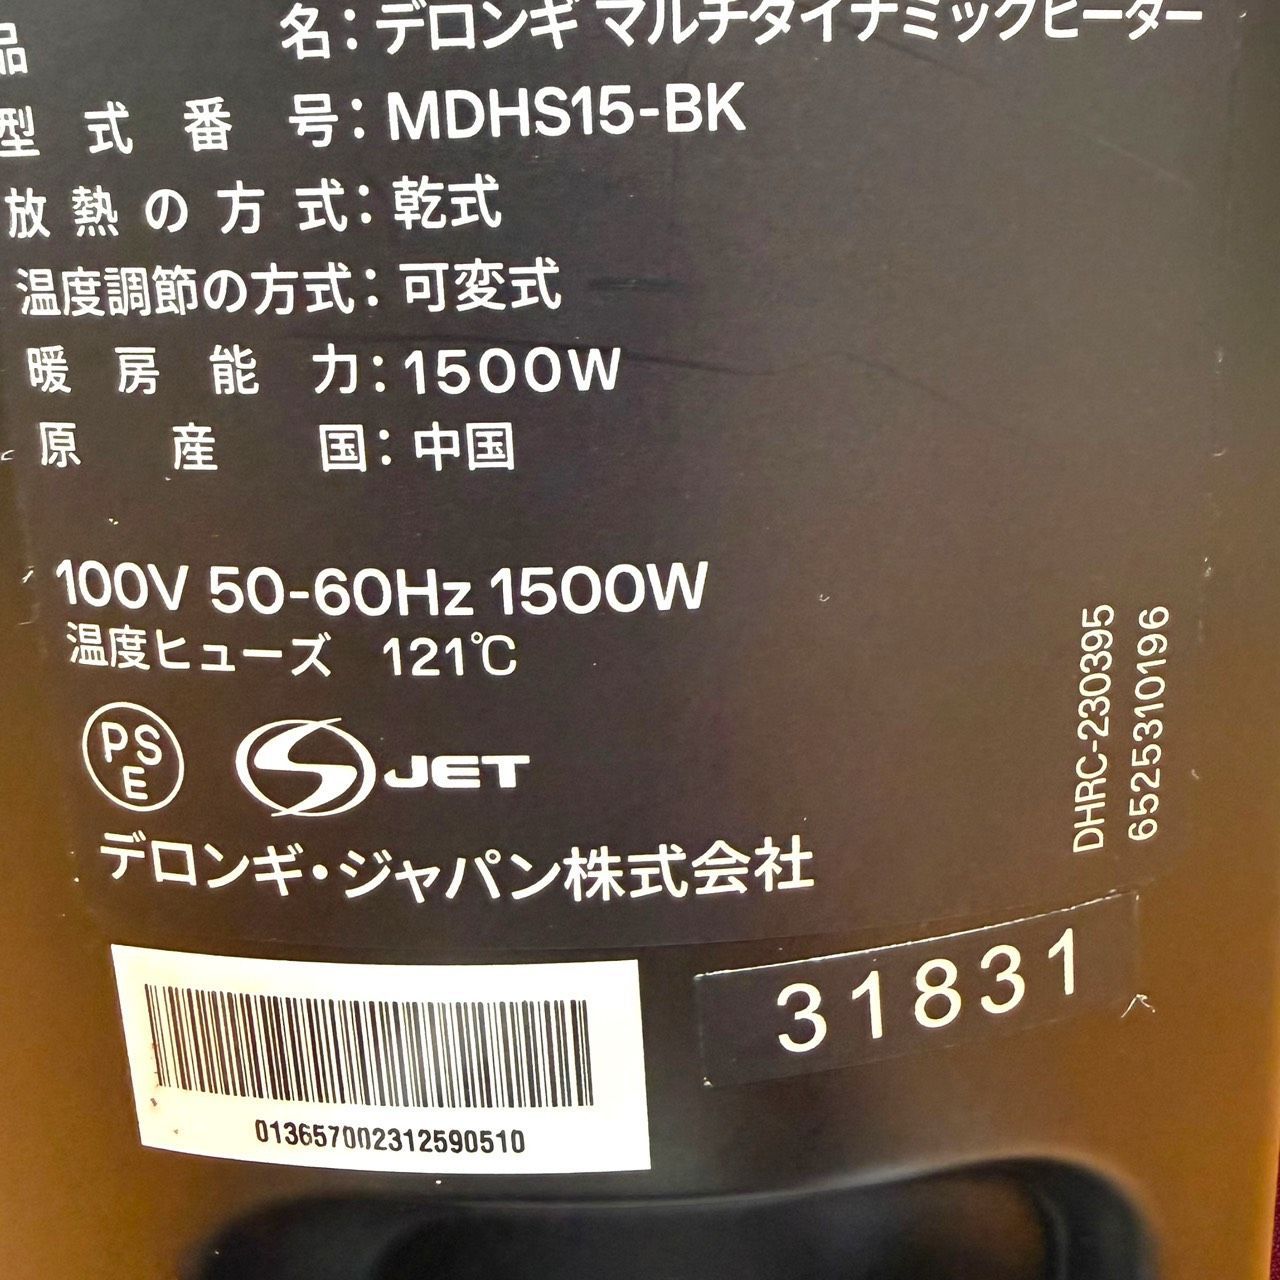 品名：デロンギ マルチダイナミックヒーター
型式番号：MDHS15-BK
放熱の方式：乾式
温度調節の方式：可変式
暖房能力：1500W
原産国：中国
100V 50-60Hz 1500W
温度ヒューズ 121℃
PSE
S JET
デロンギ・ジャパン株式会社
DHRC-230395
6525310196
31831
013657002312590510